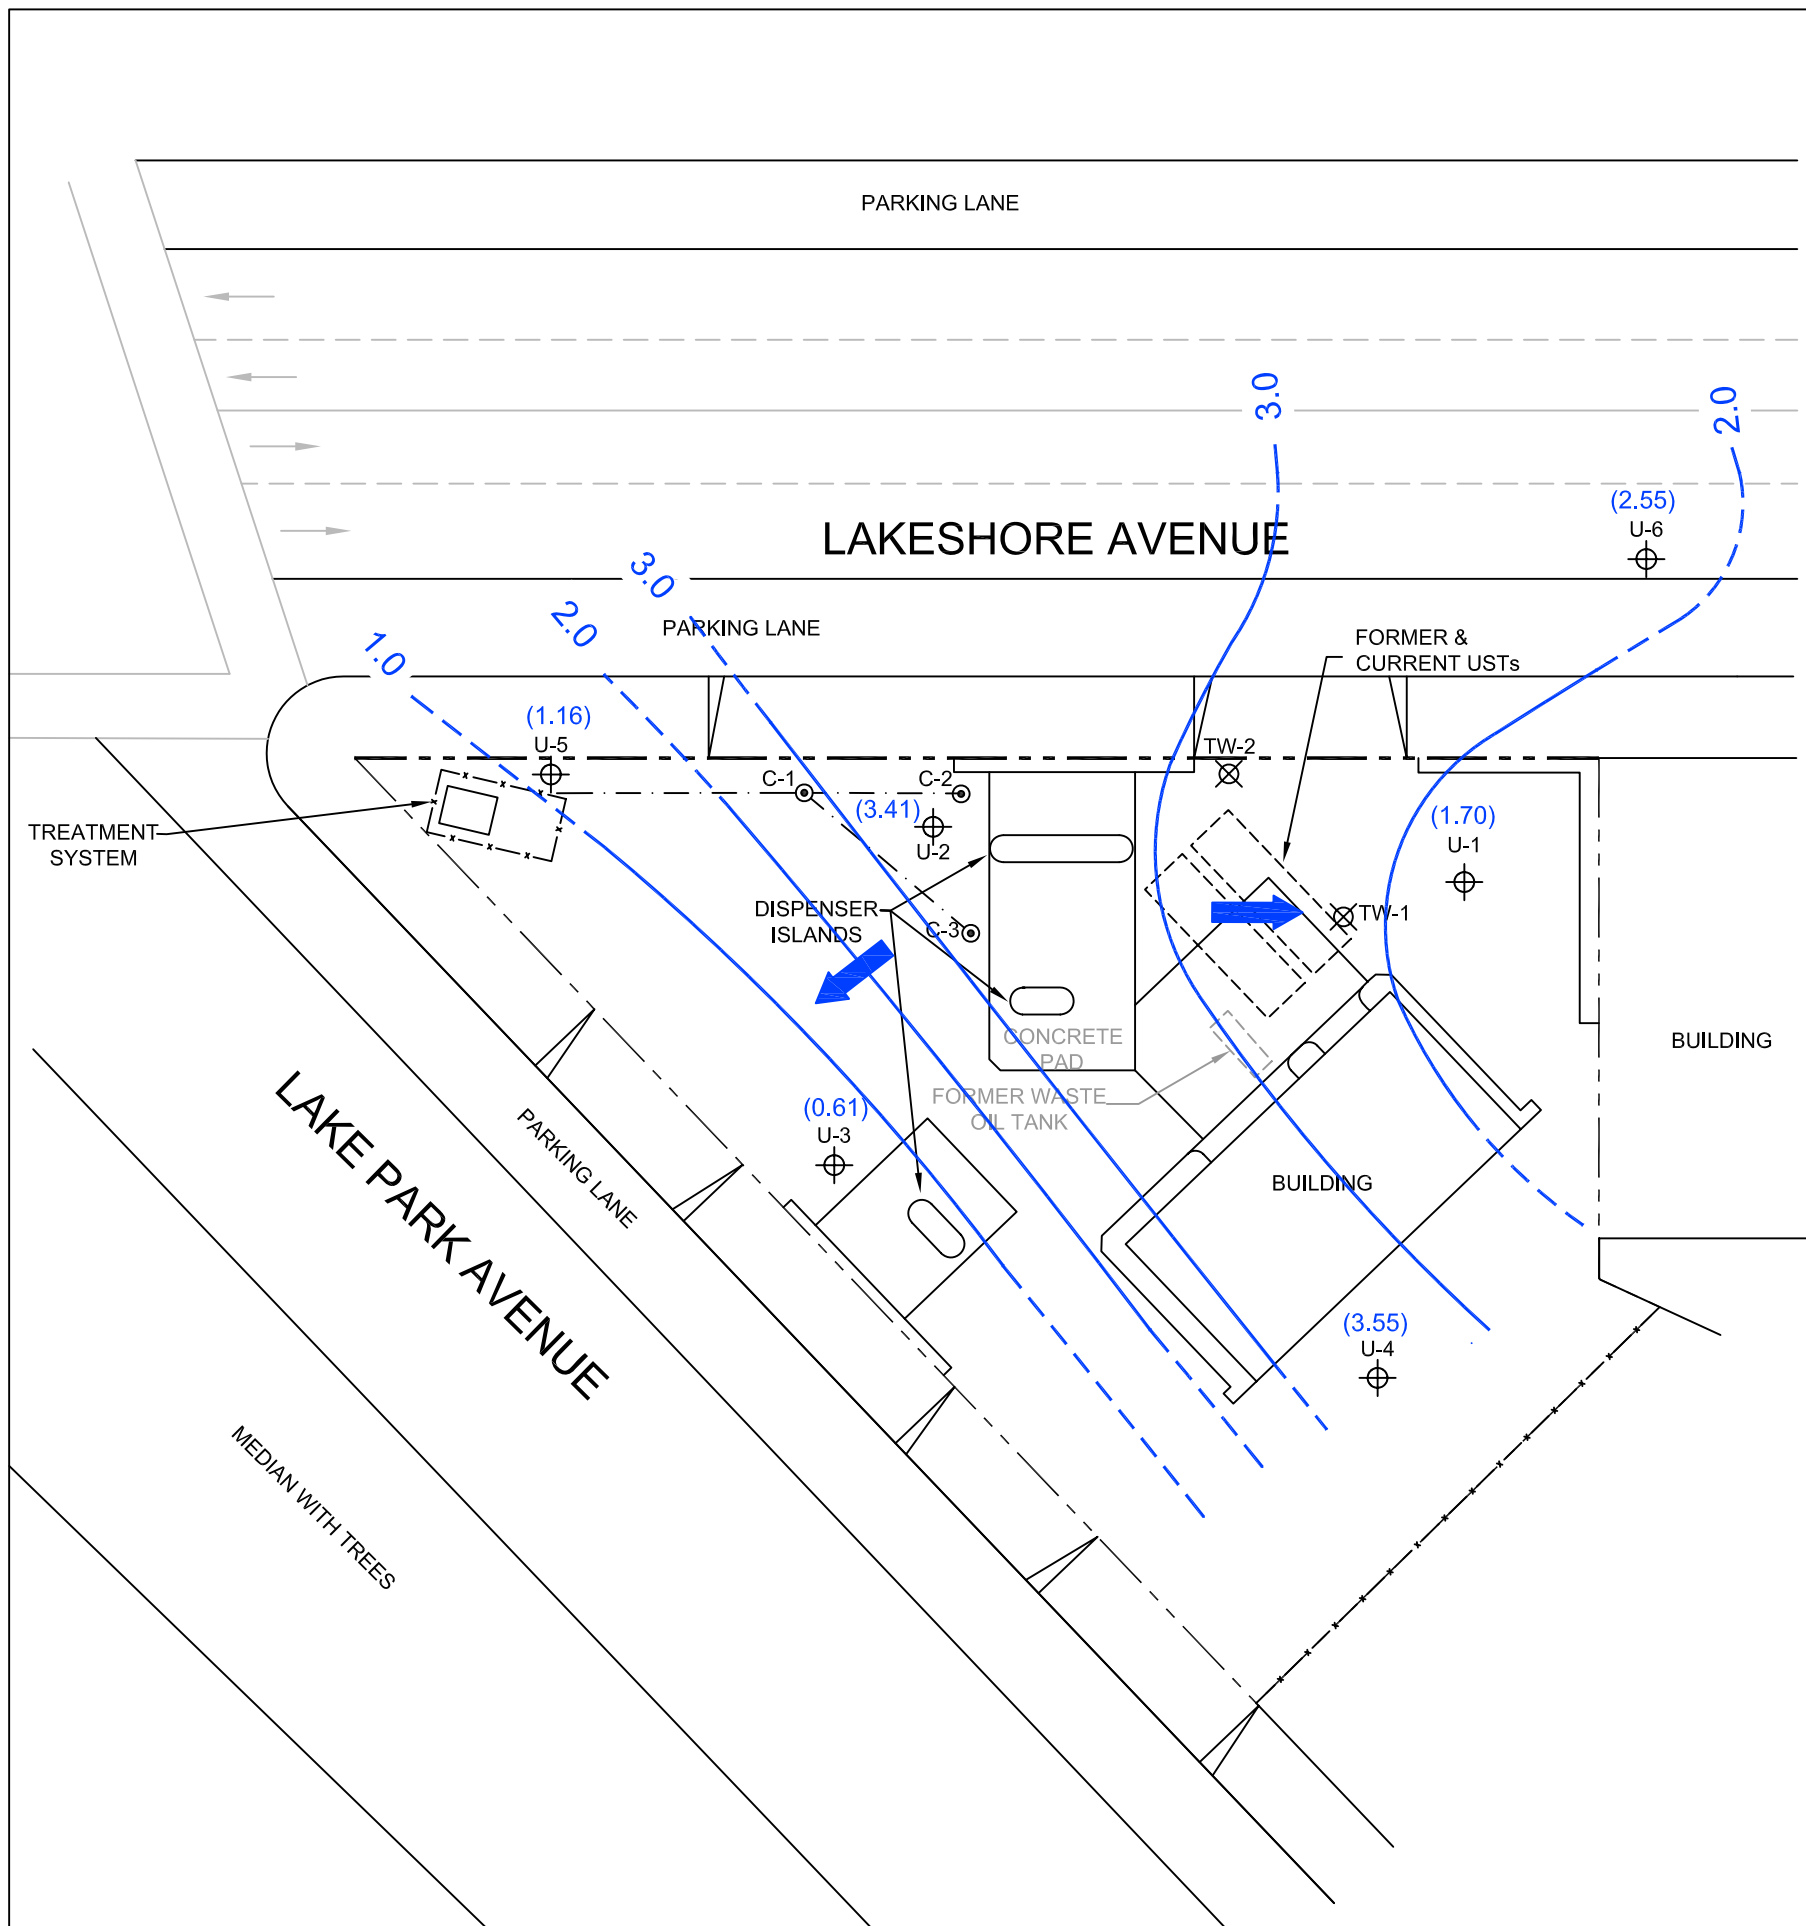 PARKING LANE
3.0
2.0
(2.55)
U-6
LAKESHORE AVENUE
3.0
2.0
1.0
PARKING LANE
FORMER &
CURRENT USTs
(1.16)
U-5
TW-2
C-1
C-2
(3.41)
U-2
(1.70)
U-1
TREATMENT
SYSTEM
DISPENSER
ISLANDS
C-3
TW-1
CONCRETE
PAD
BUILDING
FORMER WASTE
OIL TANK
(0.61)
U-3
LAKE PARK AVENUE
PARKING LANE
BUILDING
(3.55)
U-4
MEDIAN WITH TREES